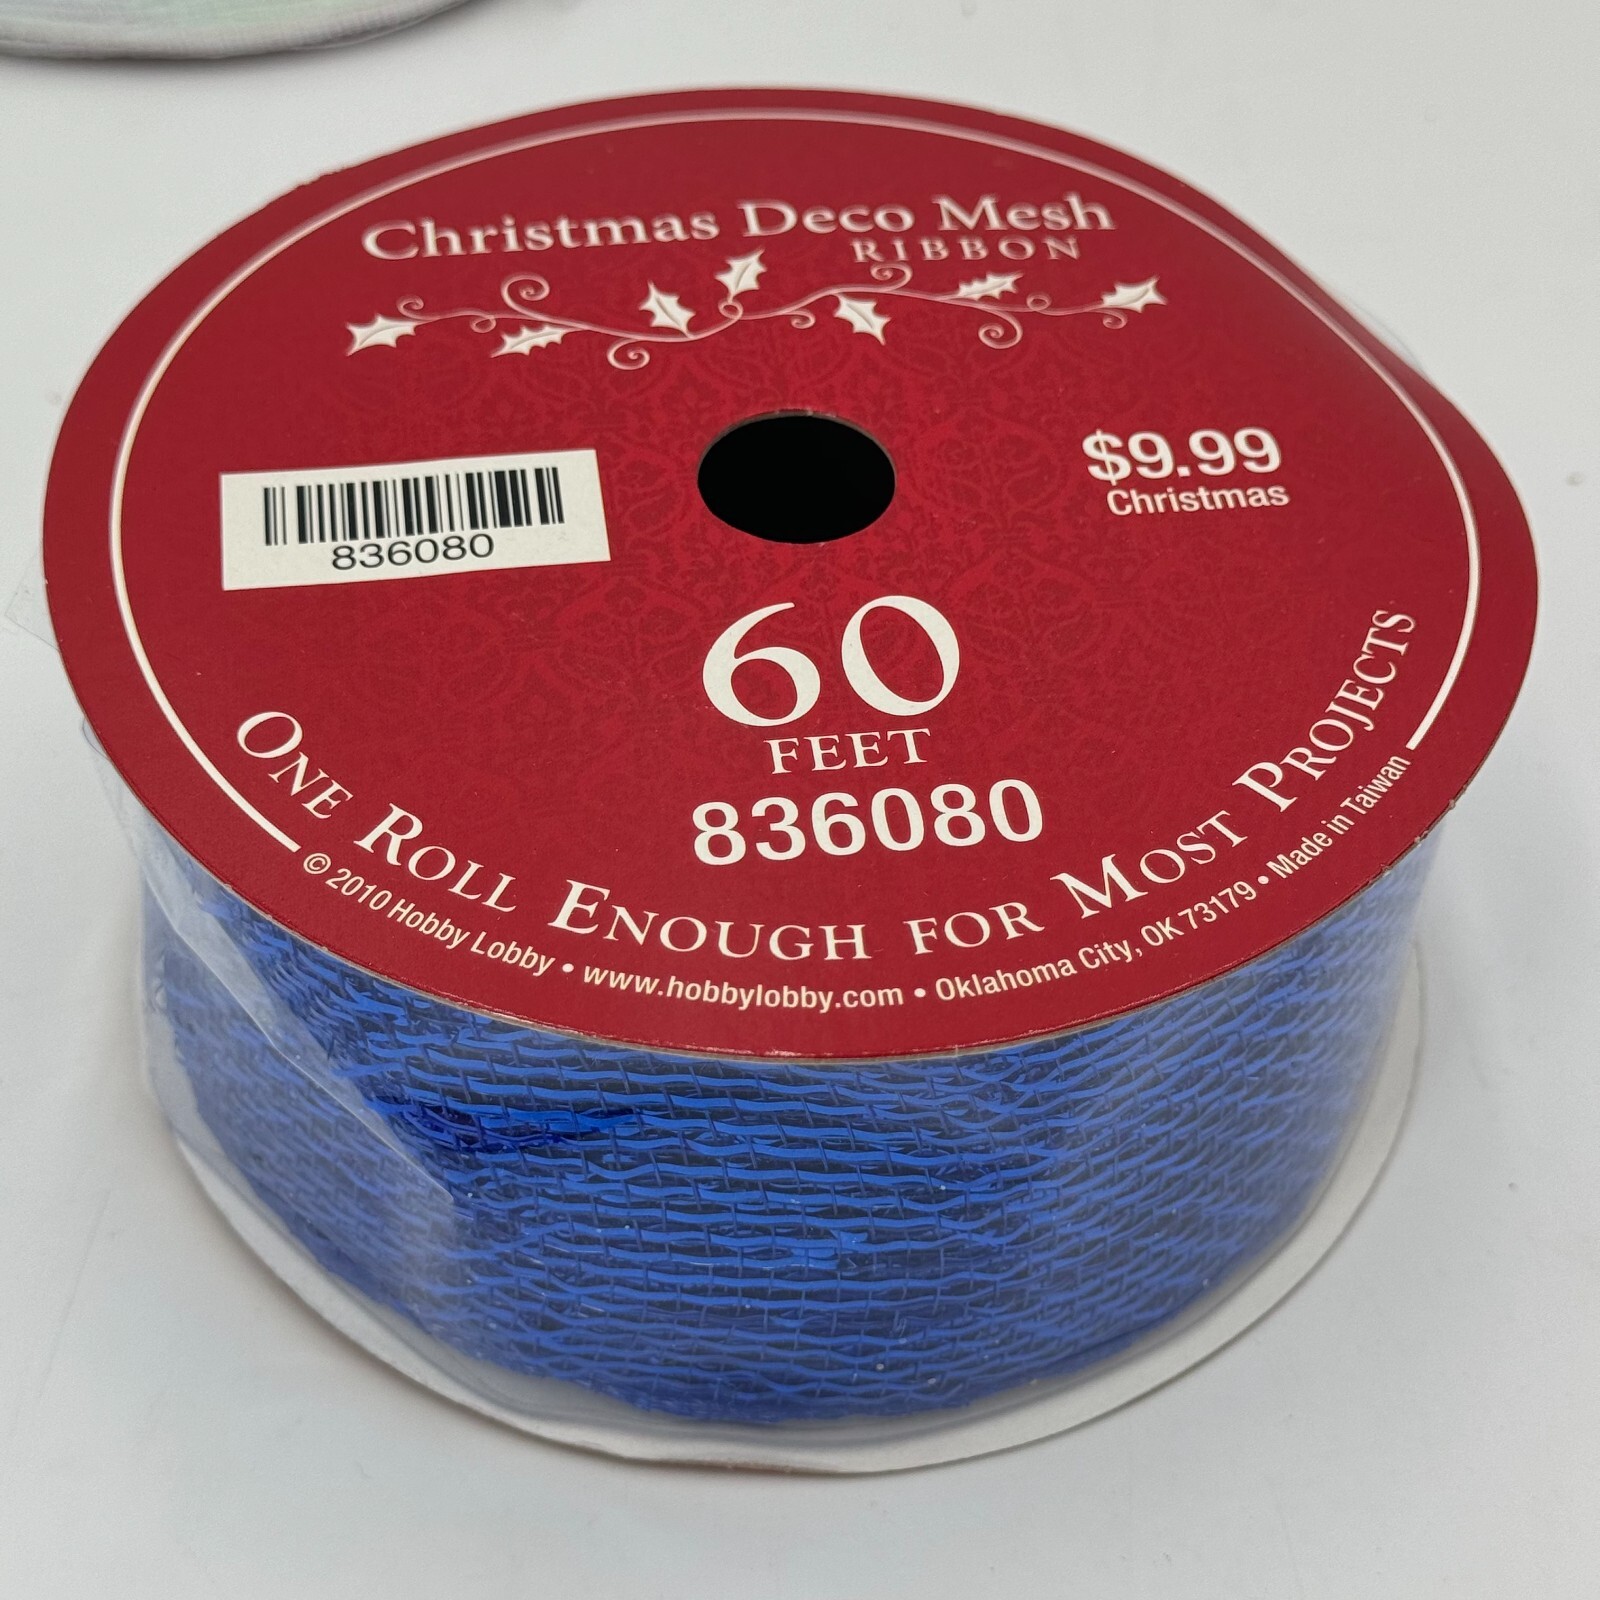 Christmas Deco Mesh
RIBBON
836080
$9.99
Christmas
60
FEET
836080
ONE ROLL ENOUGH FOR MOST PROJECTS
© 2010 Hobby Lobby • www.hobbylobby.com • Oklahoma City, OK 73179 • Made in Taiwan